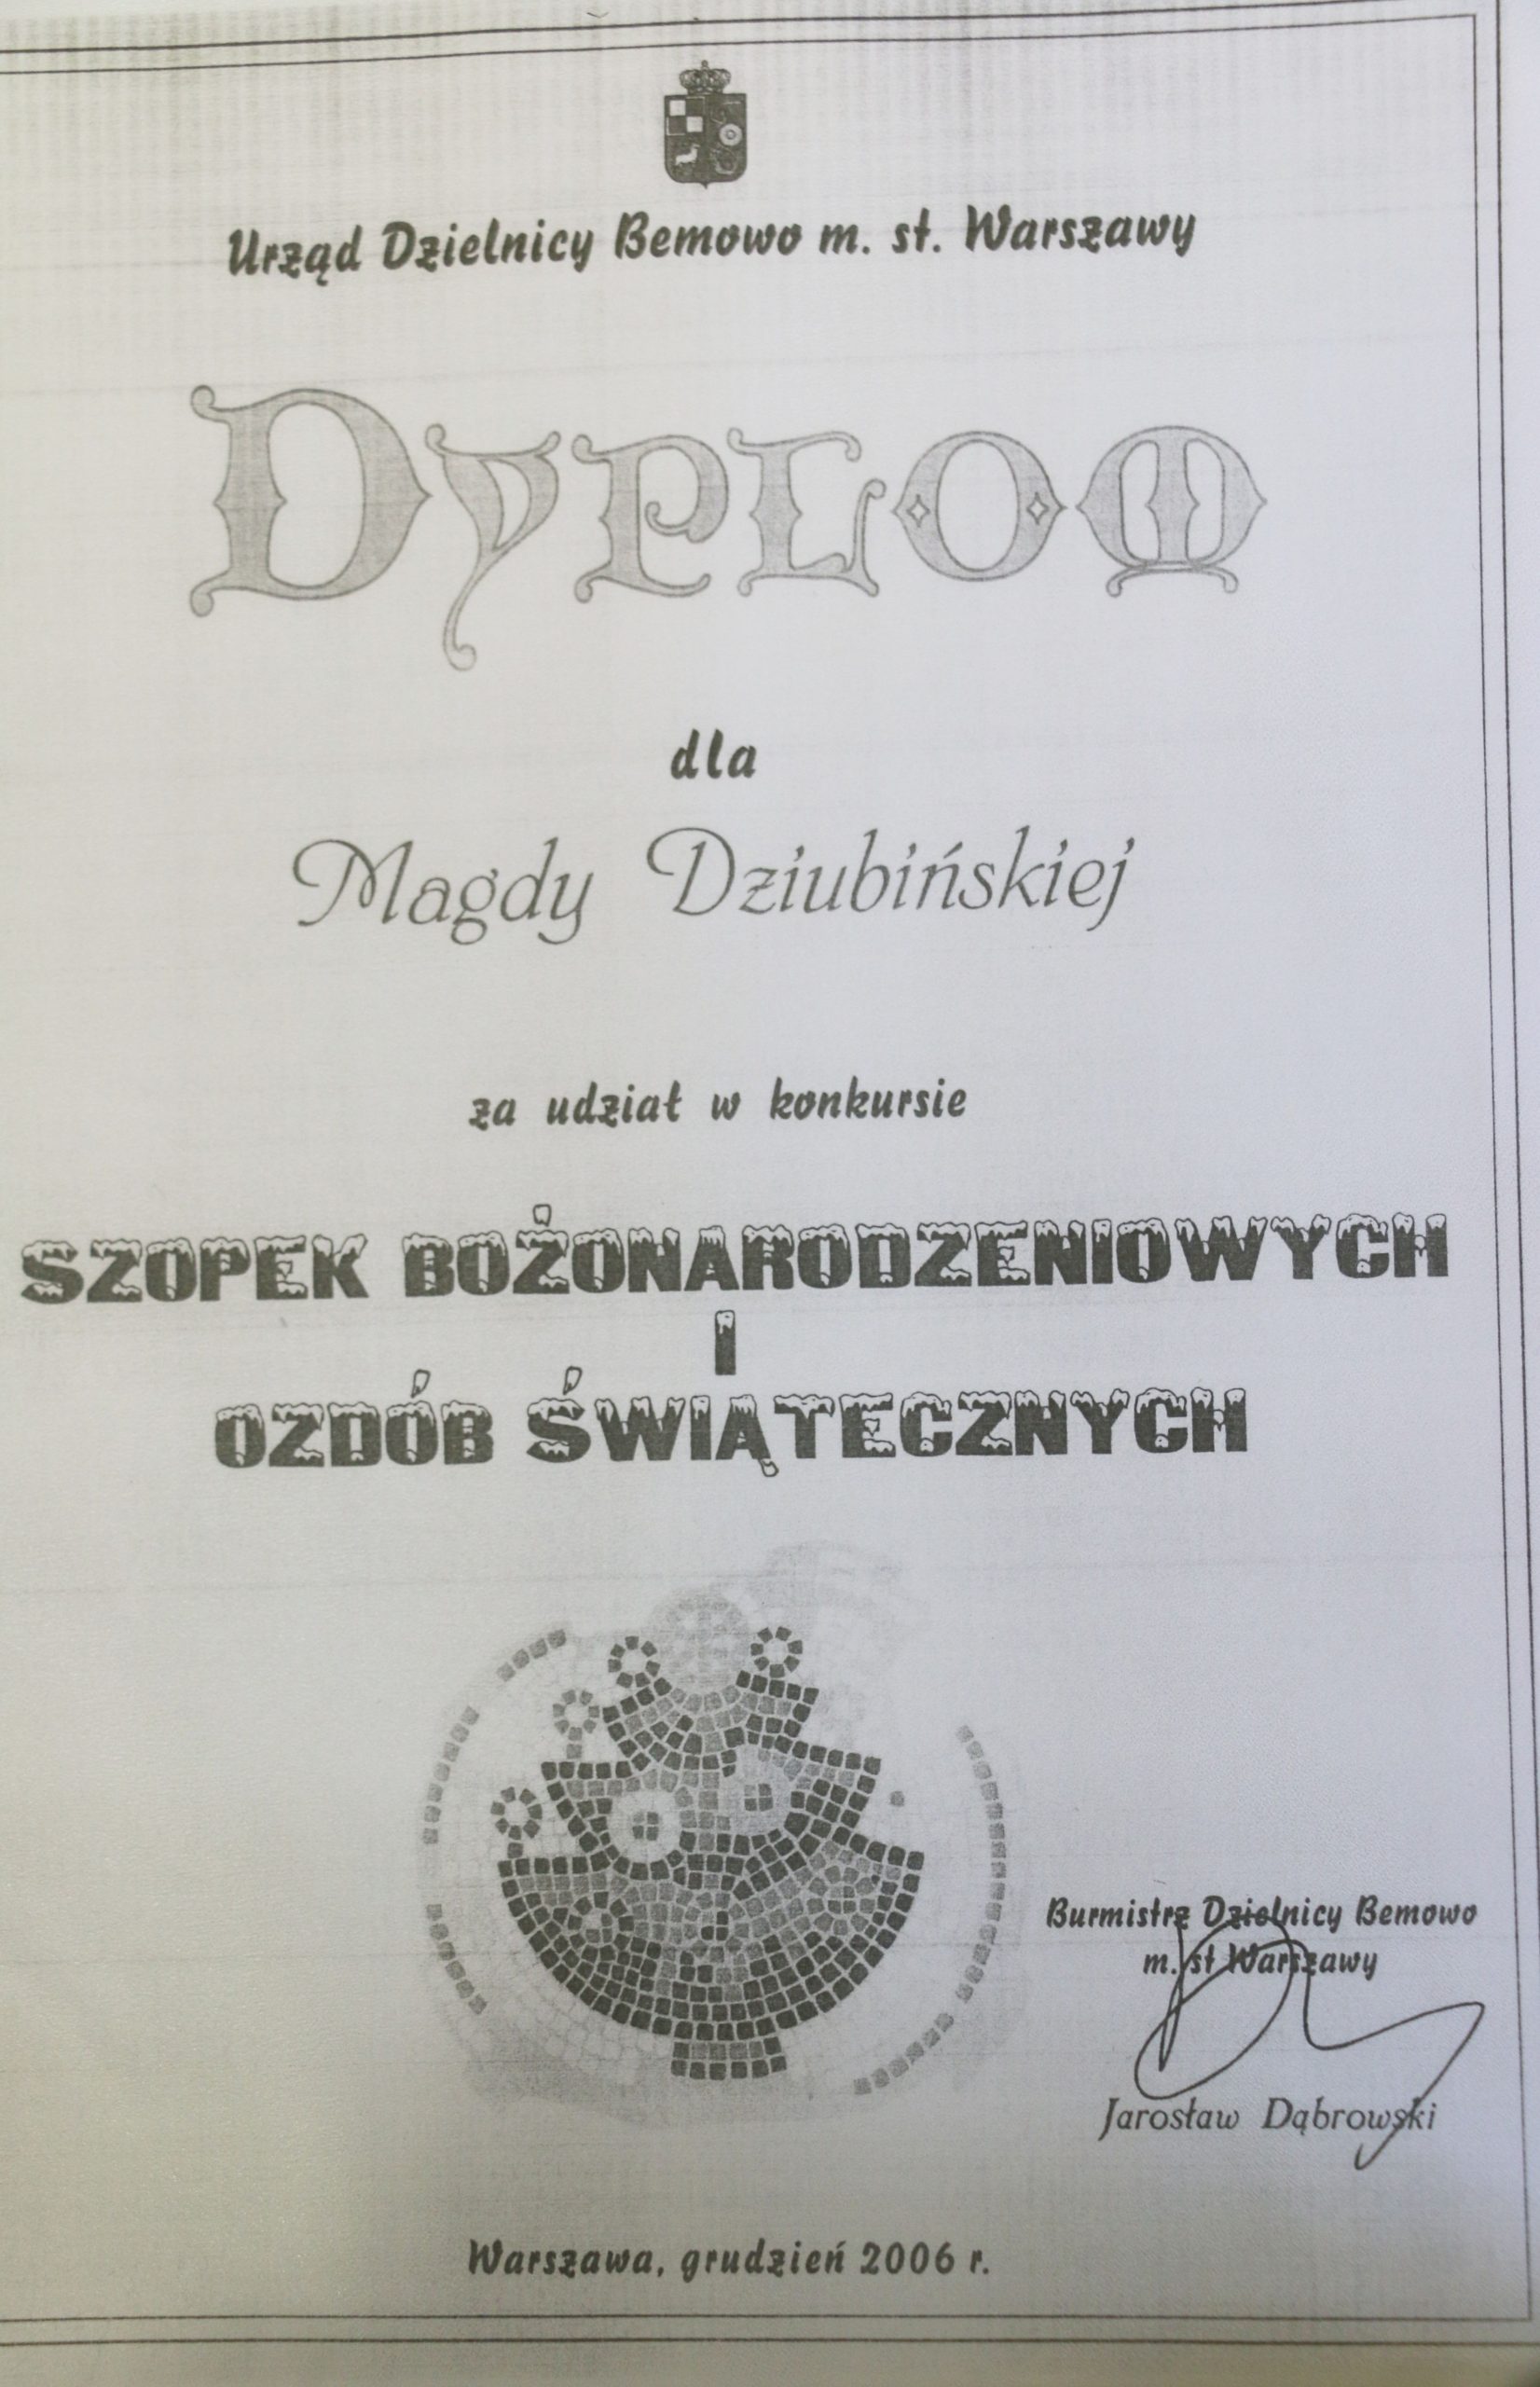 Urząd Dzielnicy Bemowo m. st. Warszawy
DYPLOM
dla
Magdy Dziubińskiej
za udział w konkursie
SZOPEK BOŻONARODZENIOWYCH
I
OZDÓB ŚWIĄTECZNYCH
Burmistrz Dzielnicy Bemowo
m. st Warszawy
Jarosław Dąbrowski
Warszawa, grudzień 2006 r.